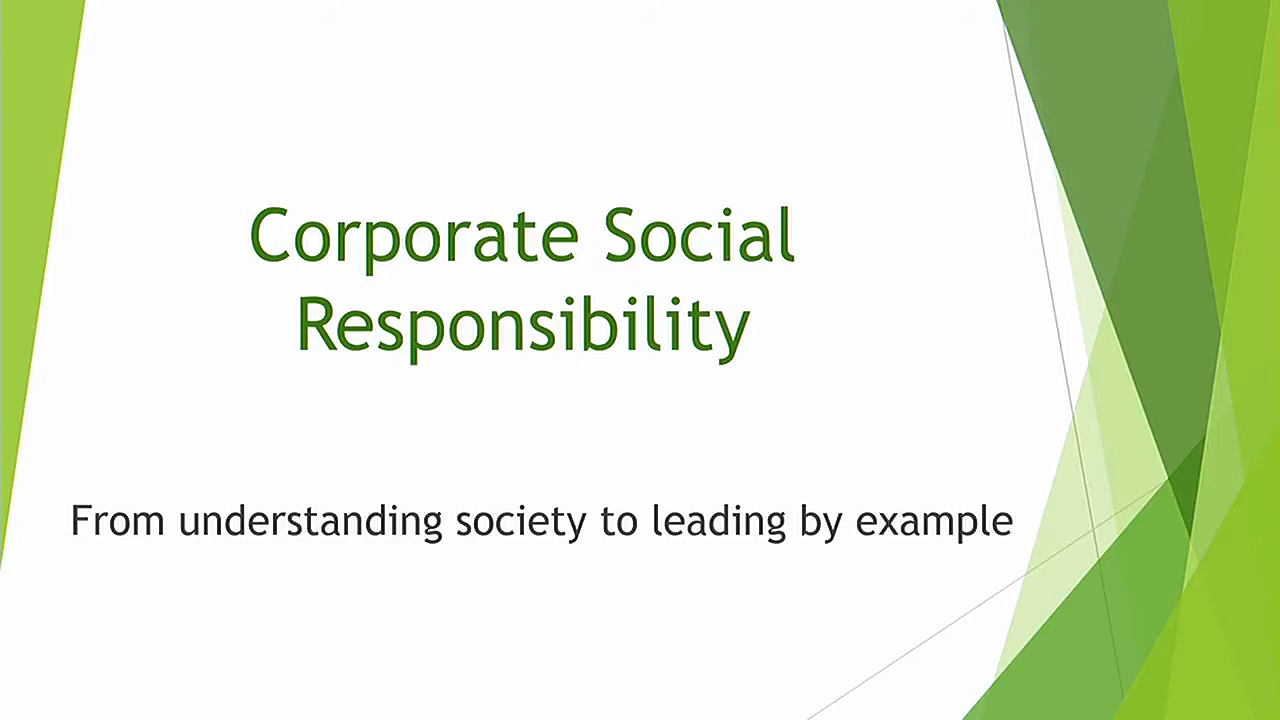 Corporate Social
Responsibility
From understanding society to leading by example